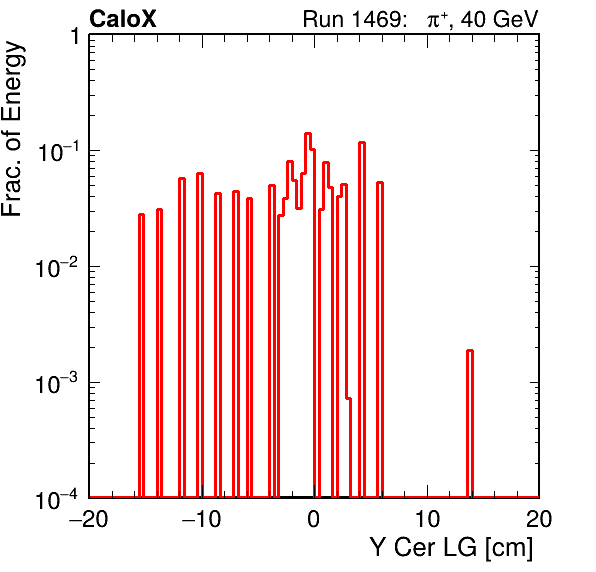 CaloX Run 1469: π⁺, 40 GeV
Frac. of Energy
1
10⁻¹
10⁻²
10⁻³
10⁻⁴
−20 −10 0 10 20
Y Cer LG [cm]